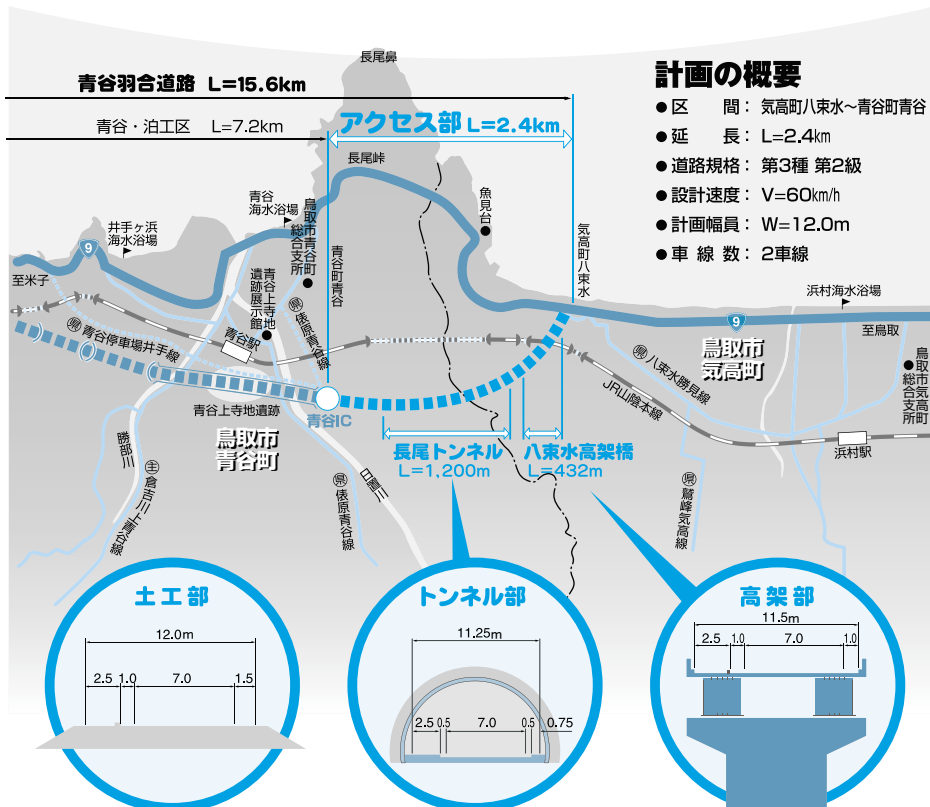 長尾鼻
青谷羽合道路 L=15.6km
青谷・泊工区 L=7.2km
アクセス部 L=2.4km
計画の概要
●区 間：気高町八束水～青谷町青谷
●延 長：L=2.4km
●道路規格：第3種 第2級
●設計速度：V=60km/h
●計画幅員：W=12.0m
●車線数：2車線
長尾峠
魚見台
青谷
海水浴場
井手ヶ浜
海水浴場
鳥取市青谷町
総合支所
青谷町青谷
気高町八束水
9
至米子
青谷上寺地
遺跡展示館
県 俵原青谷線
県 青谷停車場井手線
青谷駅
浜村海水浴場
9
至鳥取
鳥取市
気高町
鳥取市気高町
総合支所
県 八束水勝見線
JR山陰本線
浜村駅
青谷上寺地遺跡
青谷IC
鳥取市
青谷町
長尾トンネル
L=1,200m
八束水高架橋
L=432m
勝部川
主 倉吉川上青谷線
県 俵原青谷線
日置川
県 鷲峰気高線
土工部
12.0m
2.5 1.0 7.0 1.5
トンネル部
11.25m
2.5 0.5 7.0 0.5 0.75
高架部
11.5m
2.5 1.0 7.0 1.0